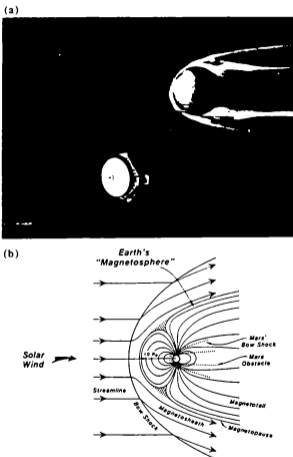 (a)
(b)
Earth's
"Magnetosphere"
Solar
Wind
Streamline
Bow Shock
Magnetosheath
Mars'
Bow Shock
Mars
Obstacle
Magnetotail
Magnetopause